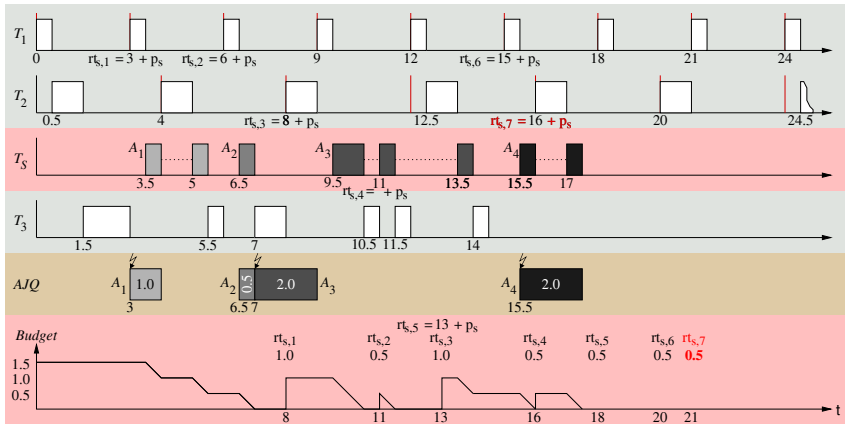 T1
0 3 6 9 12 15 18 21 24
rts,1 = 3 + ps rts,2 = 6 + ps rts,6 = 15 + ps
T2
0.5 4 8 12.5 16 20 24.5
rts,3 = 8 + ps rts,7 = 16 + ps
TS
A1 A2 A3 A4
3.5 5 6.5 9.5 11 13.5 15.5 17
rts,4 = + ps
T3
1.5 5.5 7 10.5 11.5 14
AJQ
A1 1.0 A2 0.5 2.0 A3 A4 2.0
3 6.5 7 15.5
rts,5 = 13 + ps
Budget
rts,1 rts,2 rts,3 rts,4 rts,5 rts,6 rts,7
1.0 0.5 1.0 0.5 0.5 0.5 0.5
1.5
1.0
0.5
8 11 13 16 18 20 21 t